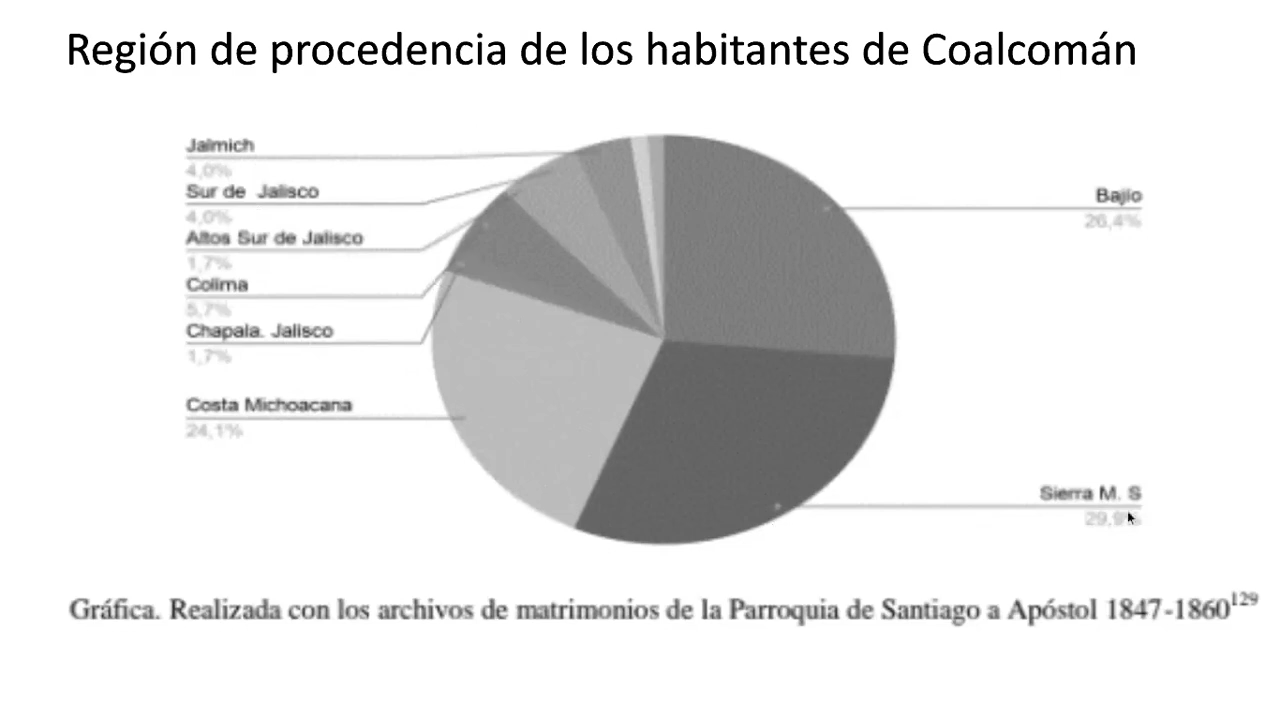 Región de procedencia de los habitantes de Coalcomán
Jalmich
4,0%
Sur de Jalisco
4,0%
Altos Sur de Jalisco
1,7%
Colima
5,7%
Chapala. Jalisco
1,7%
Costa Michoacana
24,1%
Bajío
26,4%
Sierra M. S
29,9%
Gráfica. Realizada con los archivos de matrimonios de la Parroquia de Santiago a Apóstol 1847-1860129